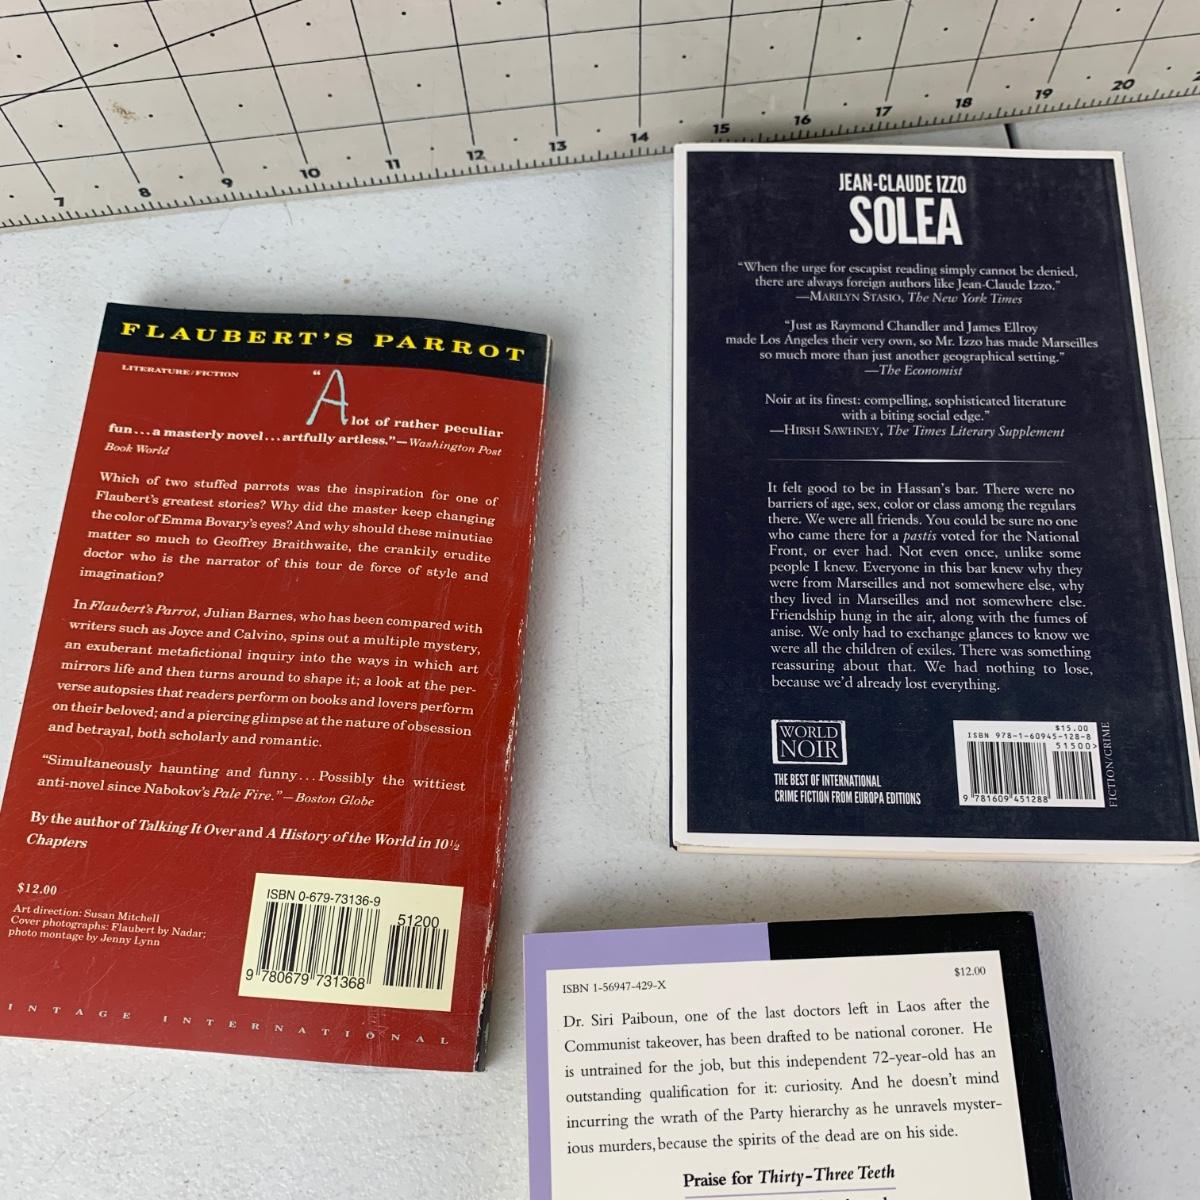 7 8 9 10 11 12 13 14 15 16 17 18 19 20
FLAUBERT'S PARROT
LITERATURE/FICTION
"A lot of rather peculiar
fun...a masterly novel...artfully artless."—Washington Post
Book World
Which of two stuffed parrots was the inspiration for one of
Flaubert's greatest stories? Why did the master keep changing
the color of Emma Bovary's eyes? And why should these minutiae
matter so much to Geoffrey Braithwaite, the crankily erudite
doctor who is the narrator of this tour de force of style and
imagination?
In Flaubert's Parrot, Julian Barnes, who has been compared with
writers such as Joyce and Calvino, spins out a multiple mystery,
an exuberant metafictional inquiry into the ways in which art
mirrors life and then turns around to shape it; a look at the per-
verse autopsies that readers perform on books and lovers perform
on their beloved; and a piercing glimpse at the nature of obsession
and betrayal, both scholarly and romantic.
"Simultaneously haunting and funny...Possibly the wittiest
anti-novel since Nabokov's Pale Fire."—Boston Globe
By the author of Talking It Over and A History of the World in 10½
Chapters
$12.00
Art direction: Susan Mitchell
Cover photographs: Flaubert by Nadar;
photo montage by Jenny Lynn
ISBN 0-679-73136-9
51200
9 780679 731368
INTAGE INTERNATIONAL
JEAN-CLAUDE IZZO
SOLEA
"When the urge for escapist reading simply cannot be denied,
there are always foreign authors like Jean-Claude Izzo."
—MARILYN STASIO, The New York Times
"Just as Raymond Chandler and James Ellroy
made Los Angeles their very own, so Mr. Izzo has made Marseilles
so much more than just another geographical setting."
—The Economist
Noir at its finest: compelling, sophisticated literature
with a biting social edge."
—HIRSH SAWHNEY, The Times Literary Supplement
It felt good to be in Hassan's bar. There were no
barriers of age, sex, color or class among the regulars
there. We were all friends. You could be sure no one
who came there for a pastis voted for the National
Front, or ever had. Not even once, unlike some
people I knew. Everyone in this bar knew why they
were from Marseilles and not somewhere else, why
they lived in Marseilles and not somewhere else.
Friendship hung in the air, along with the fumes of
anise. We only had to exchange glances to know we
were all the children of exiles. There was something
reassuring about that. We had nothing to lose,
because we'd already lost everything.
WORLD
NOIR
THE BEST OF INTERNATIONAL
CRIME FICTION FROM EUROPA EDITIONS
$15.00
ISBN 978-1-60945-128-8
51500>
9 781609 451288
FICTION/CRIME
ISBN 1-56947-429-X
$12.00
Dr. Siri Paiboun, one of the last doctors left in Laos after the
Communist takeover, has been drafted to be national coroner. He
is untrained for the job, but this independent 72-year-old has an
outstanding qualification for it: curiosity. And he doesn't mind
incurring the wrath of the Party hierarchy as he unravels myster-
ious murders, because the spirits of the dead are on his side.
Praise for Thirty-Three Teeth